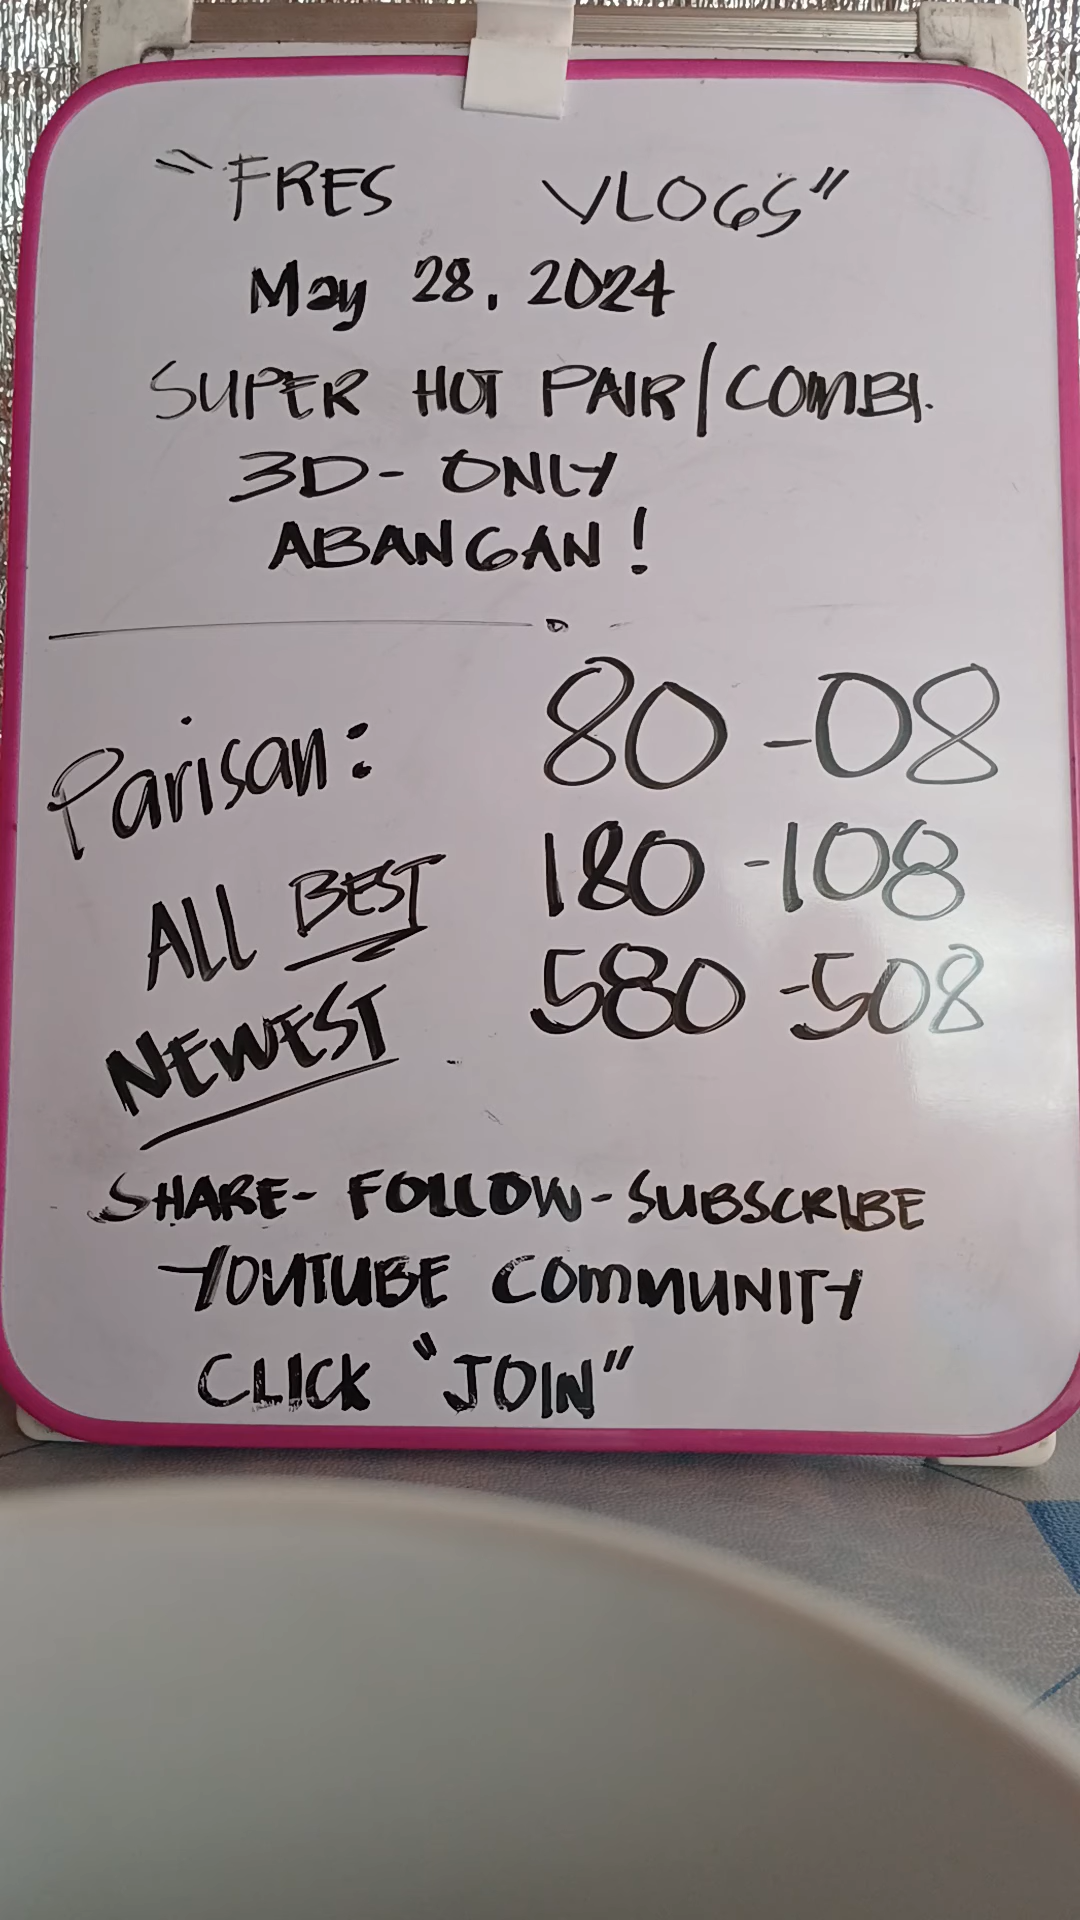 "FRES VLOGS"
May 28, 2024
SUPER HOT PAIR/COMBI.
3D- ONLY
ABANGAN!
Parisan: 80 -08
ALL BEST 180 -108
NEWEST 580 -508
SHARE- FOLLOW-SUBSCRIBE
YOUTUBE COMMUNITY
CLICK "JOIN"